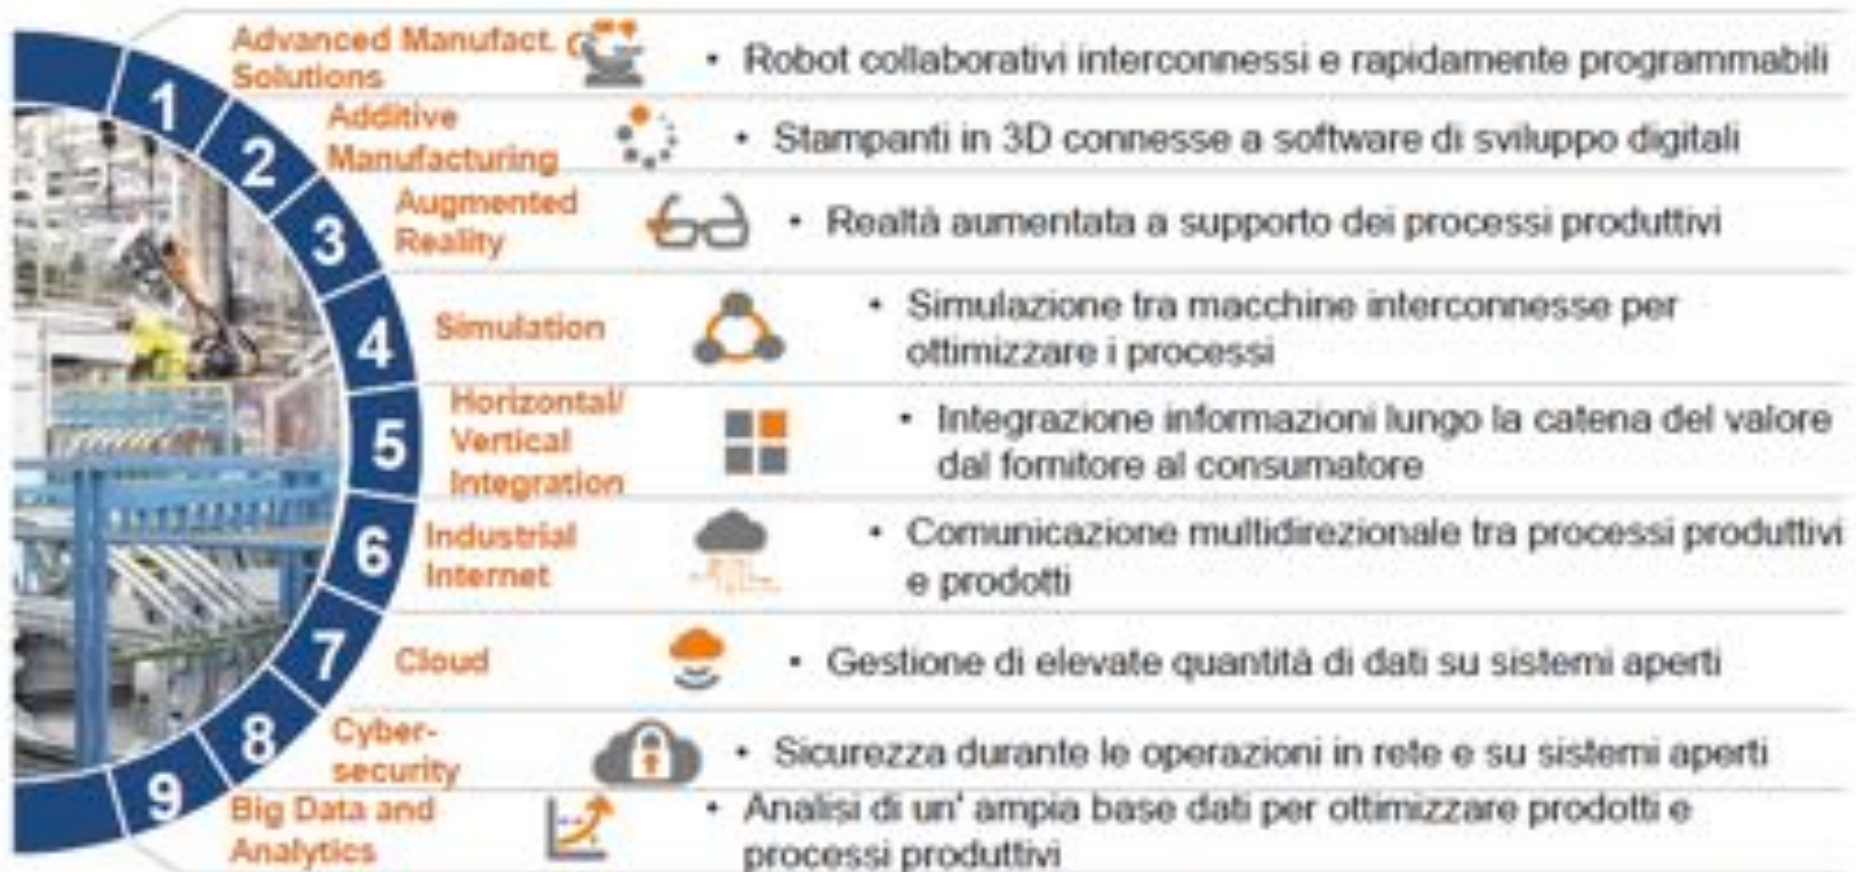 1
Advanced Manufact.
Solutions
• Robot collaborativi interconnessi e rapidamente programmabili
2
Additive
Manufacturing
• Stampanti in 3D connesse a software di sviluppo digitali
3
Augmented
Reality
• Realtà aumentata a supporto dei processi produttivi
4
Simulation
• Simulazione tra macchine interconnesse per
ottimizzare i processi
5
Horizontal/
Vertical
Integration
• Integrazione informazioni lungo la catena del valore
dal fornitore al consumatore
6
Industrial
Internet
• Comunicazione multidirezionale tra processi produttivi
e prodotti
7
Cloud
• Gestione di elevate quantità di dati su sistemi aperti
8
Cyber-
security
• Sicurezza durante le operazioni in rete e su sistemi aperti
9
Big Data and
Analytics
• Analisi di un' ampia base dati per ottimizzare prodotti e
processi produttivi